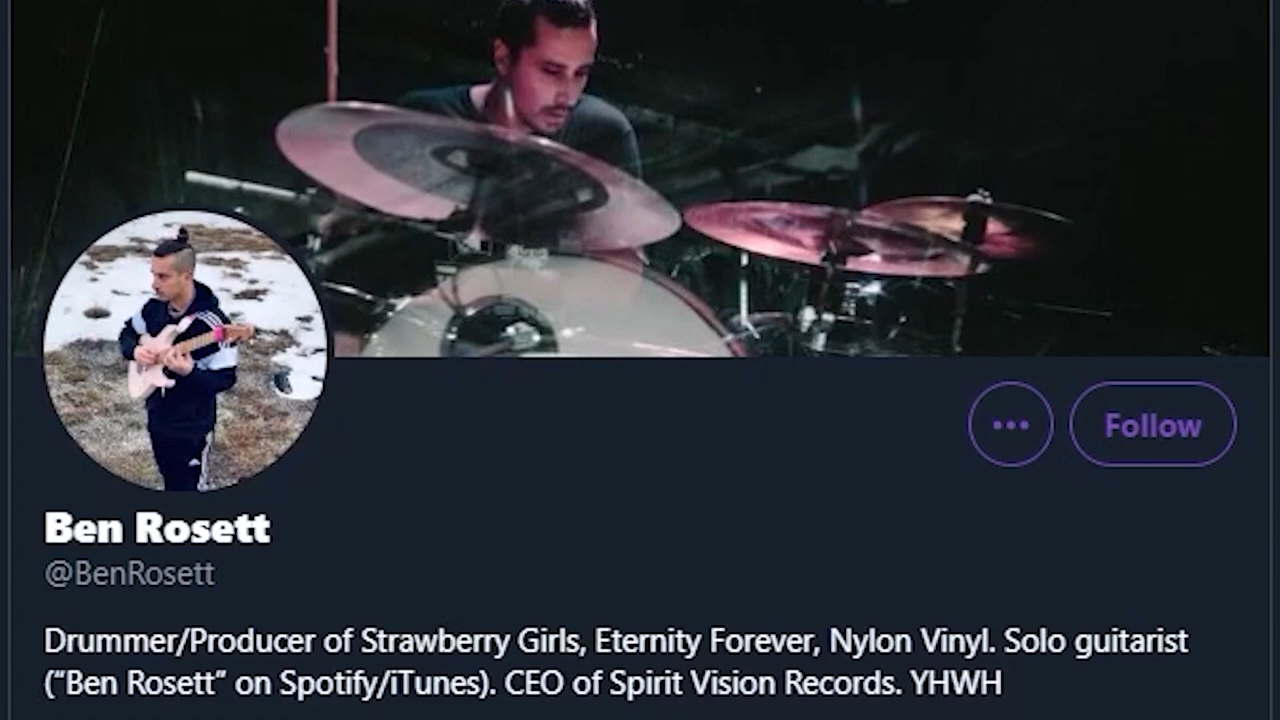 Follow
Ben Rosett
@BenRosett
Drummer/Producer of Strawberry Girls, Eternity Forever, Nylon Vinyl. Solo guitarist
(“Ben Rosett” on Spotify/iTunes). CEO of Spirit Vision Records. YHWH